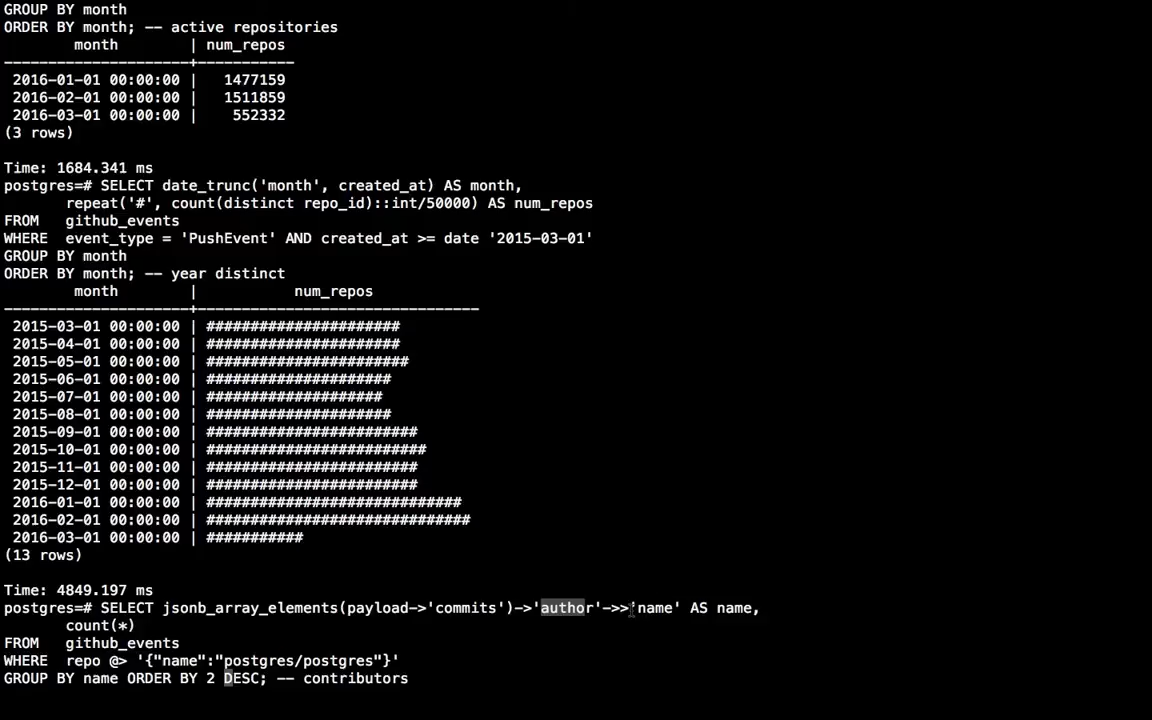 GROUP BY month
ORDER BY month; -- active repositories
month | num_repos
---------------------+-----------
2016-01-01 00:00:00 | 1477159
2016-02-01 00:00:00 | 1511859
2016-03-01 00:00:00 | 552332
(3 rows)
Time: 1684.341 ms
postgres=# SELECT date_trunc('month', created_at) AS month,
repeat('#', count(distinct repo_id)::int/50000) AS num_repos
FROM github_events
WHERE event_type = 'PushEvent' AND created_at >= date '2015-03-01'
GROUP BY month
ORDER BY month; -- year distinct
month | num_repos
---------------------+--------------------------------
2015-03-01 00:00:00 | ######################
2015-04-01 00:00:00 | ######################
2015-05-01 00:00:00 | #######################
2015-06-01 00:00:00 | #####################
2015-07-01 00:00:00 | ####################
2015-08-01 00:00:00 | #####################
2015-09-01 00:00:00 | ########################
2015-10-01 00:00:00 | #########################
2015-11-01 00:00:00 | ########################
2015-12-01 00:00:00 | ########################
2016-01-01 00:00:00 | #############################
2016-02-01 00:00:00 | ##############################
2016-03-01 00:00:00 | ###########
(13 rows)
Time: 4849.197 ms
postgres=# SELECT jsonb_array_elements(payload->'commits')->'author'->>'name' AS name,
count(*)
FROM github_events
WHERE repo @> '{"name":"postgres/postgres"}'
GROUP BY name ORDER BY 2 DESC; -- contributors